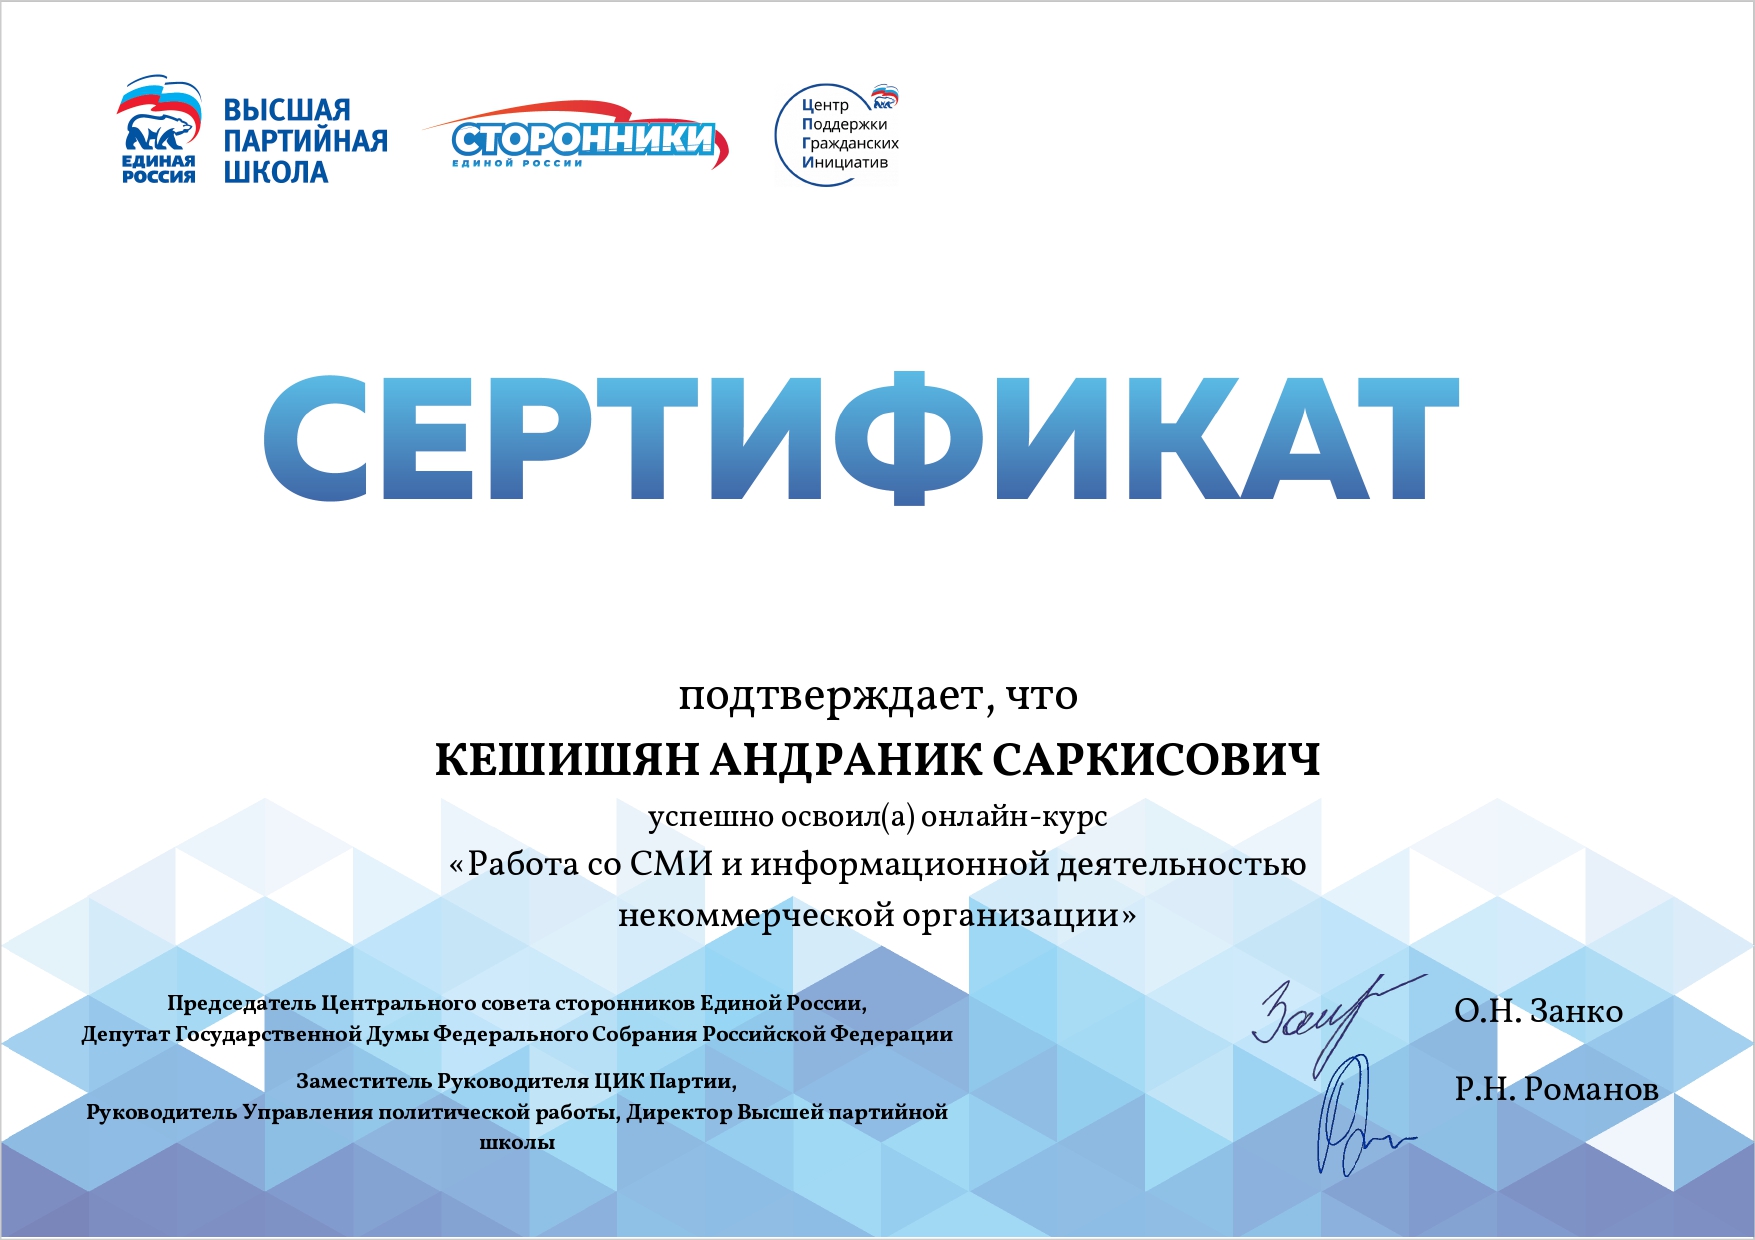 ЕДИНАЯ
РОССИЯ
ВЫСШАЯ
ПАРТИЙНАЯ
ШКОЛА
СТОРОННИКИ
ЕДИНОЙ РОССИИ
Центр
Поддержки
Гражданских
Инициатив
СЕРТИФИКАТ
подтверждает, что
КЕШИШЯН АНДРАНИК САРКИСОВИЧ
успешно освоил(а) онлайн-курс
«Работа со СМИ и информационной деятельностью
некоммерческой организации»
Председатель Центрального совета сторонников Единой России,
Депутат Государственной Думы Федерального Собрания Российской Федерации
О.Н. Занко
Заместитель Руководителя ЦИК Партии,
Руководитель Управления политической работы, Директор Высшей партийной
школы
Р.Н. Романов